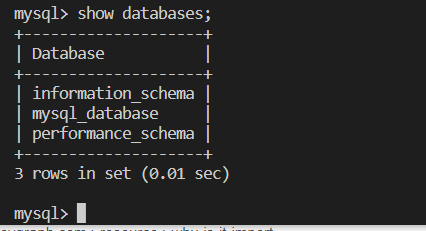 mysql> show databases;
+--------------------+
| Database           |
+--------------------+
| information_schema |
| mysql_database     |
| performance_schema |
+--------------------+
3 rows in set (0.01 sec)
mysql>